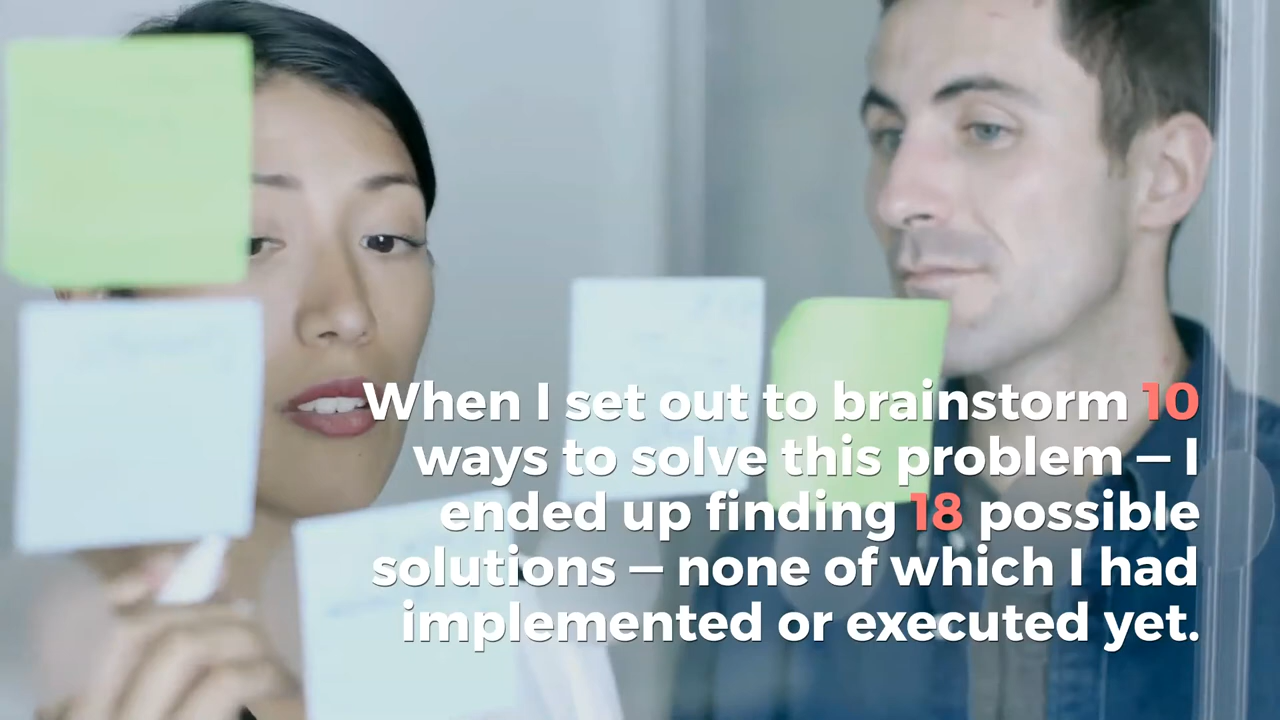 When I set out to brainstorm 10
ways to solve this problem – I
ended up finding 18 possible
solutions – none of which I had
implemented or executed yet.